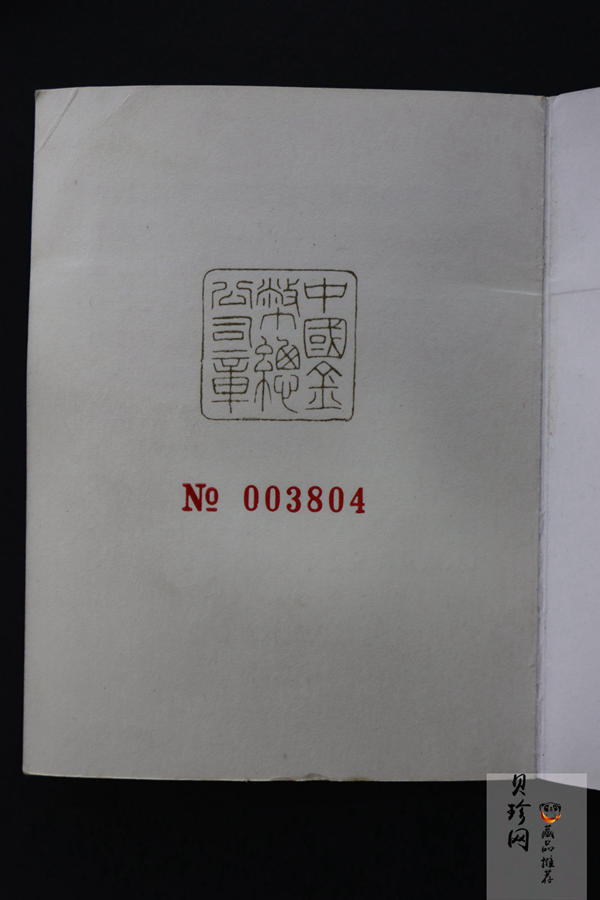 中國金
幣總
公司章
№ 003804
贝珍网
藏品推荐